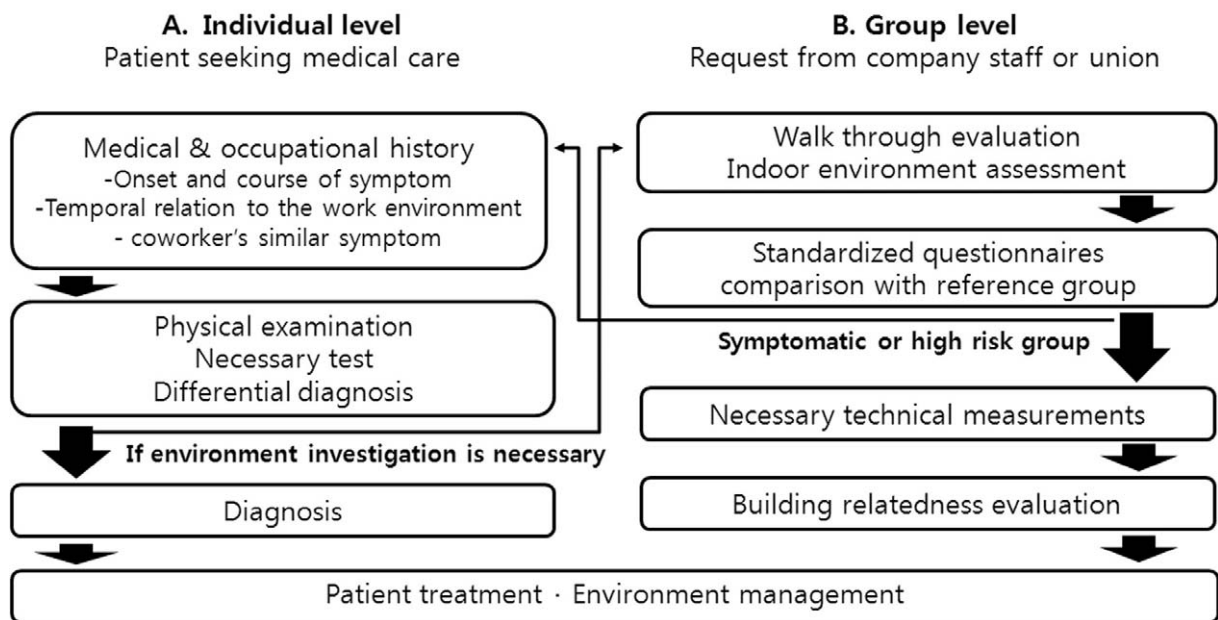 A. Individual level
Patient seeking medical care
Medical & occupational history
-Onset and course of symptom
-Temporal relation to the work environment
- coworker's similar symptom
Physical examination
Necessary test
Differential diagnosis
If environment investigation is necessary
Diagnosis
B. Group level
Request from company staff or union
Walk through evaluation
Indoor environment assessment
Standardized questionnaires
comparison with reference group
Symptomatic or high risk group
Necessary technical measurements
Building relatedness evaluation
Patient treatment · Environment management